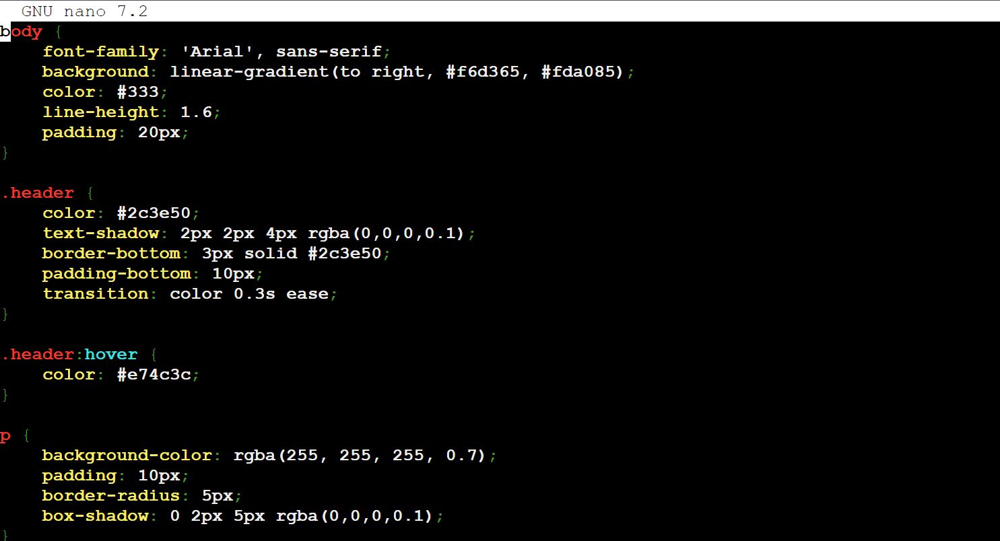 GNU nano 7.2
body {
    font-family: 'Arial', sans-serif;
    background: linear-gradient(to right, #f6d365, #fda085);
    color: #333;
    line-height: 1.6;
    padding: 20px;
}

.header {
    color: #2c3e50;
    text-shadow: 2px 2px 4px rgba(0,0,0,0.1);
    border-bottom: 3px solid #2c3e50;
    padding-bottom: 10px;
    transition: color 0.3s ease;
}

.header:hover {
    color: #e74c3c;
}

p {
    background-color: rgba(255, 255, 255, 0.7);
    padding: 10px;
    border-radius: 5px;
    box-shadow: 0 2px 5px rgba(0,0,0,0.1);
}